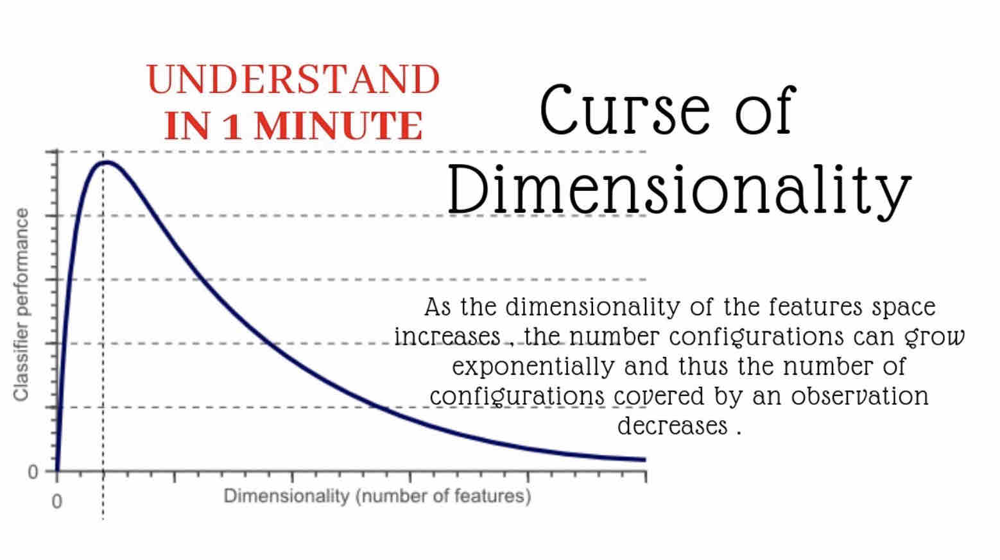 UNDERSTAND
IN 1 MINUTE
Curse of
Dimensionality
As the dimensionality of the features space
increases , the number configurations can grow
exponentially and thus the number of
configurations covered by an observation
decreases .
Classifier performance
0
0
Dimensionality (number of features)